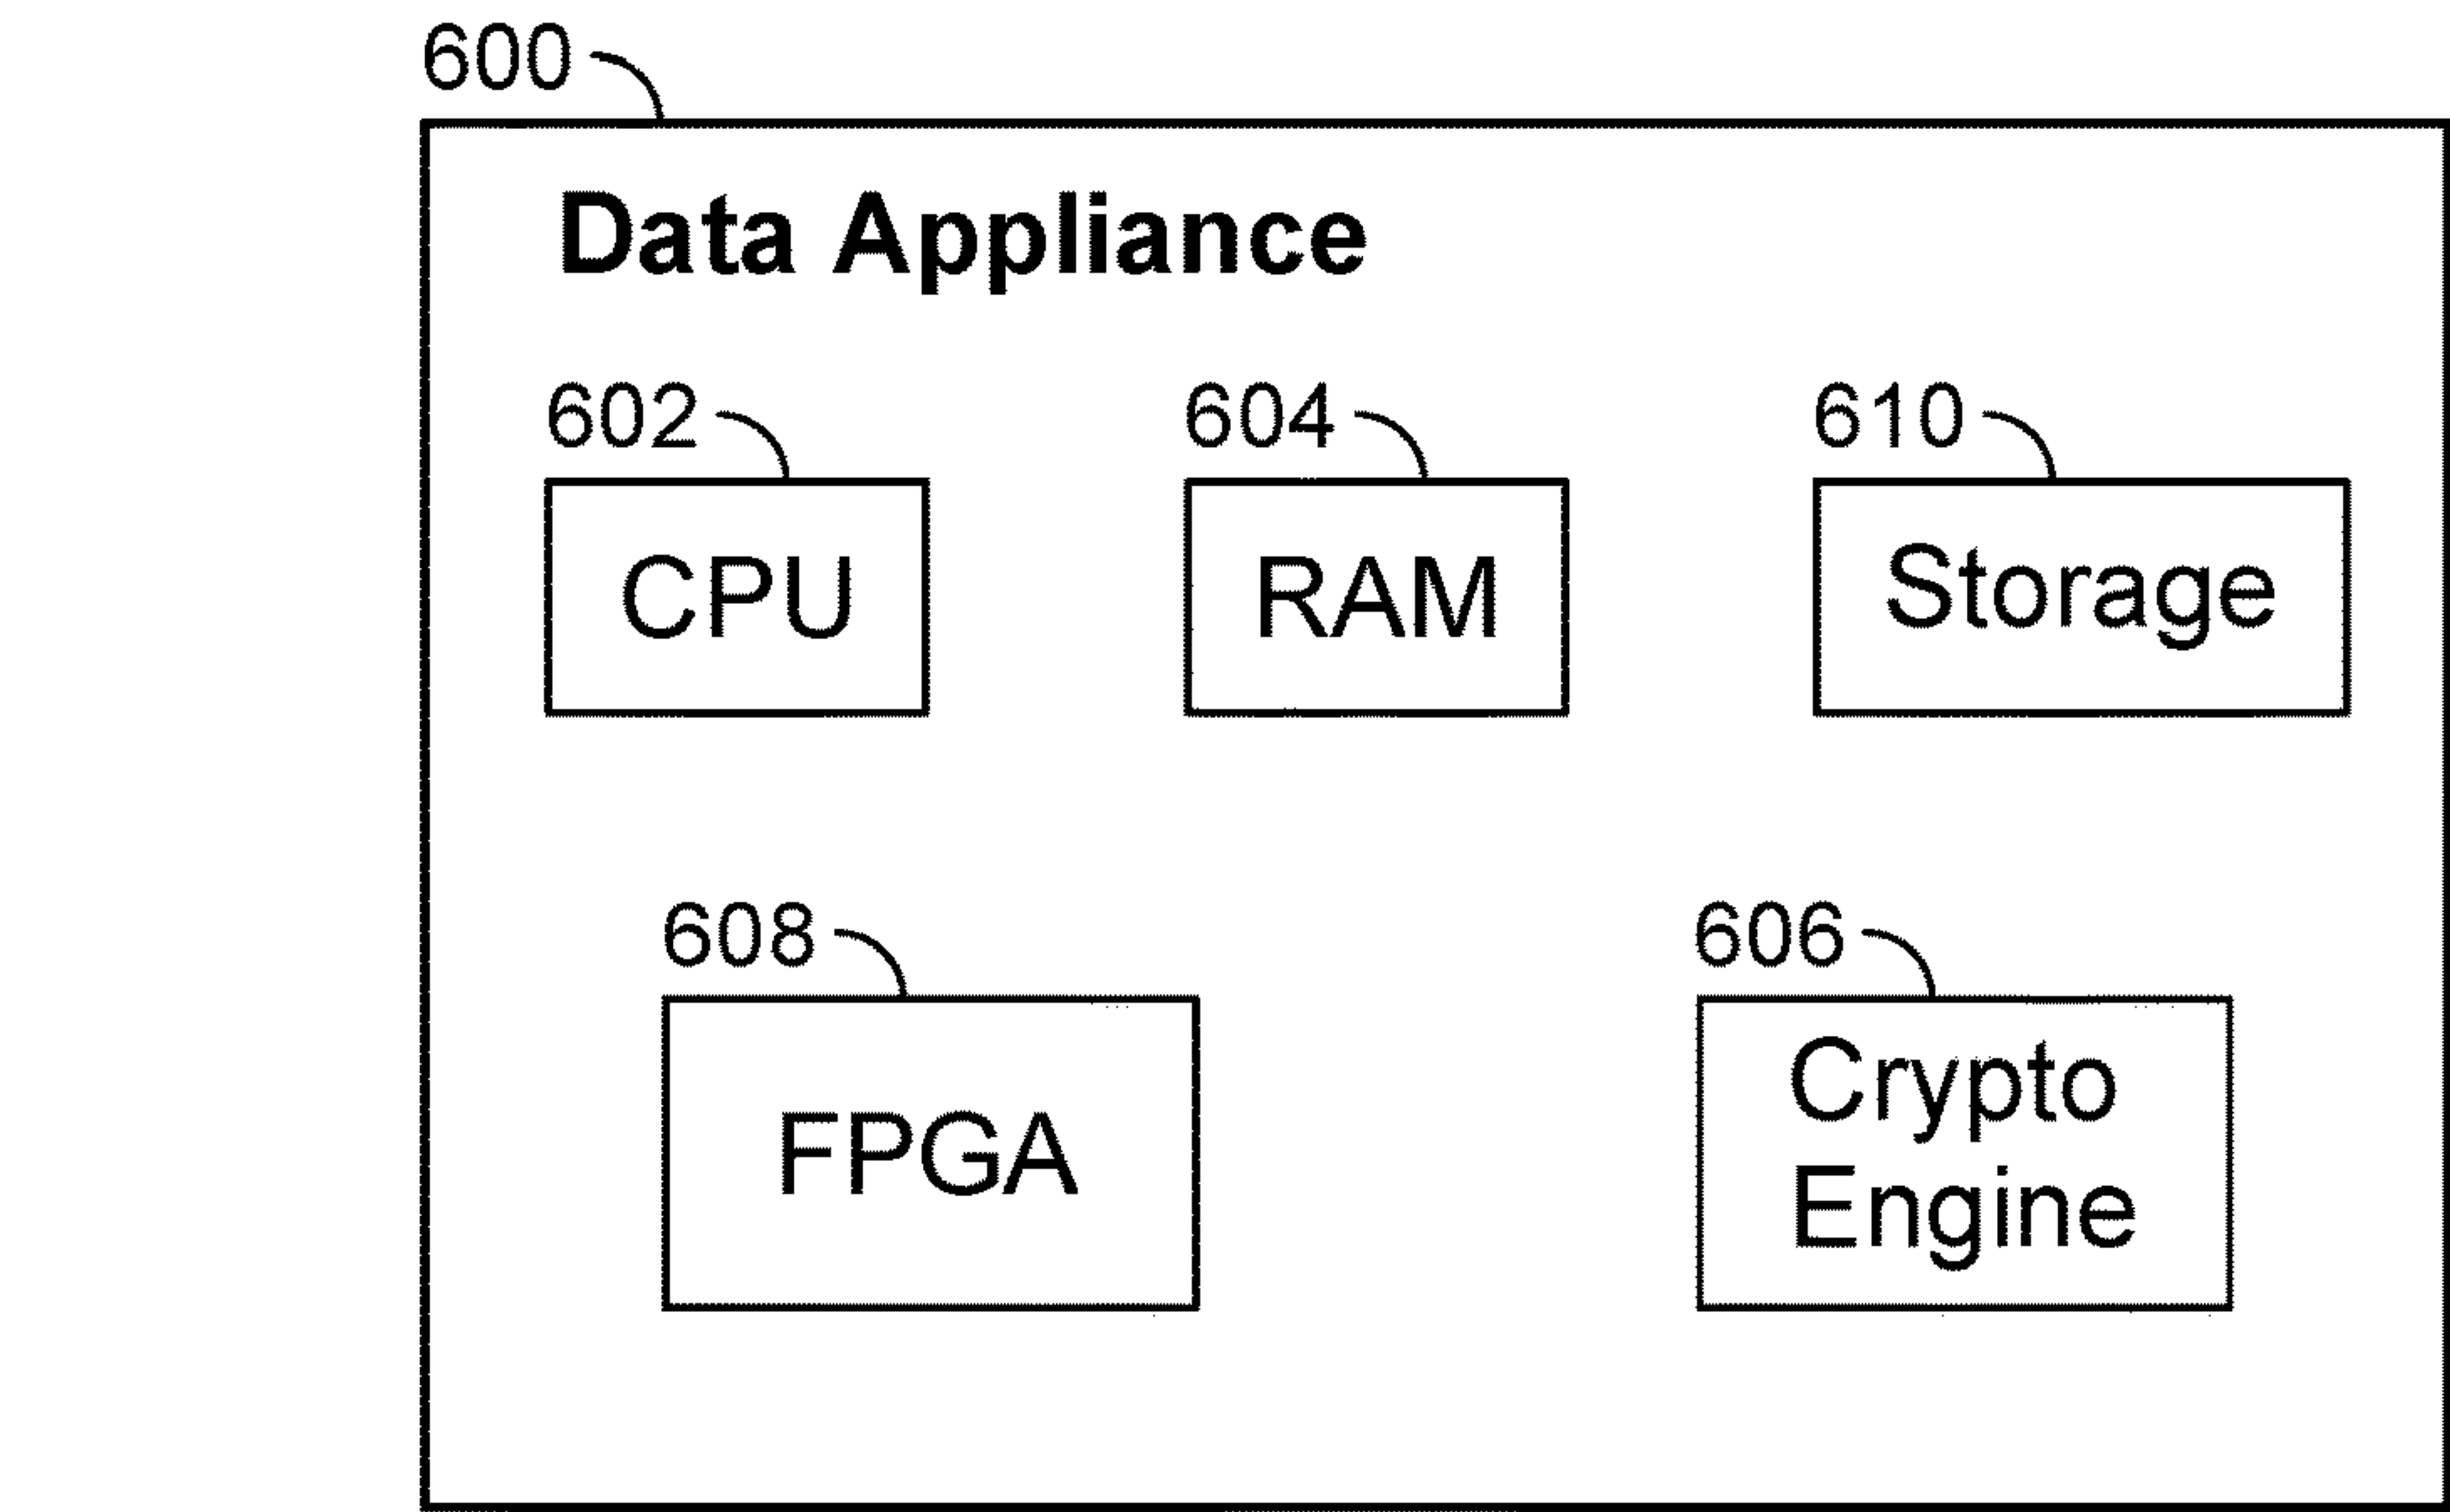 600
Data Appliance
602
604
610
CPU
RAM
Storage
608
606
FPGA
Crypto
Engine